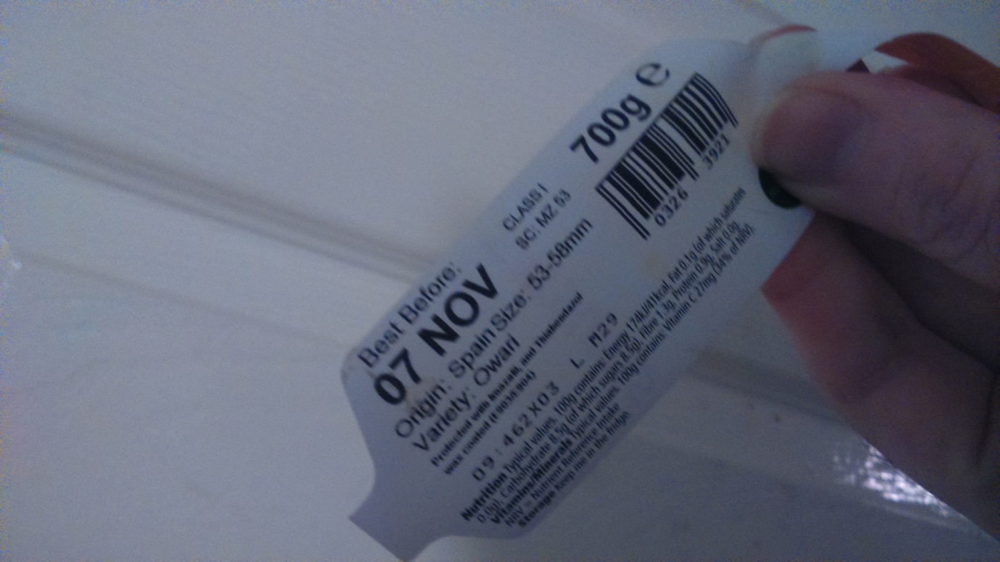 700g e
0326 3921
CLASS I
SC: MZ 53
Best Before:
07 NOV
Origin: Spain Size: 53-58mm
Variety: Owari
Protected with Imazalil, and Thiabendazol
wax coated (E903/E904)
09:462X03 L M29
Nutrition Typical values. 100g contains: Energy 174kJ/41kcal, Fat 0.1g (of which saturates
0.0g), Carbohydrate 8.5g (of which sugars 8.5g), Fibre 1.3g, Protein 0.9g, Salt 0.0g.
Vitamins/Minerals Typical values. 100g contains: Vitamin C 27mg (34% of NRV).
NRV = Nutrient Reference Intake
Storage Keep me in the fridge.